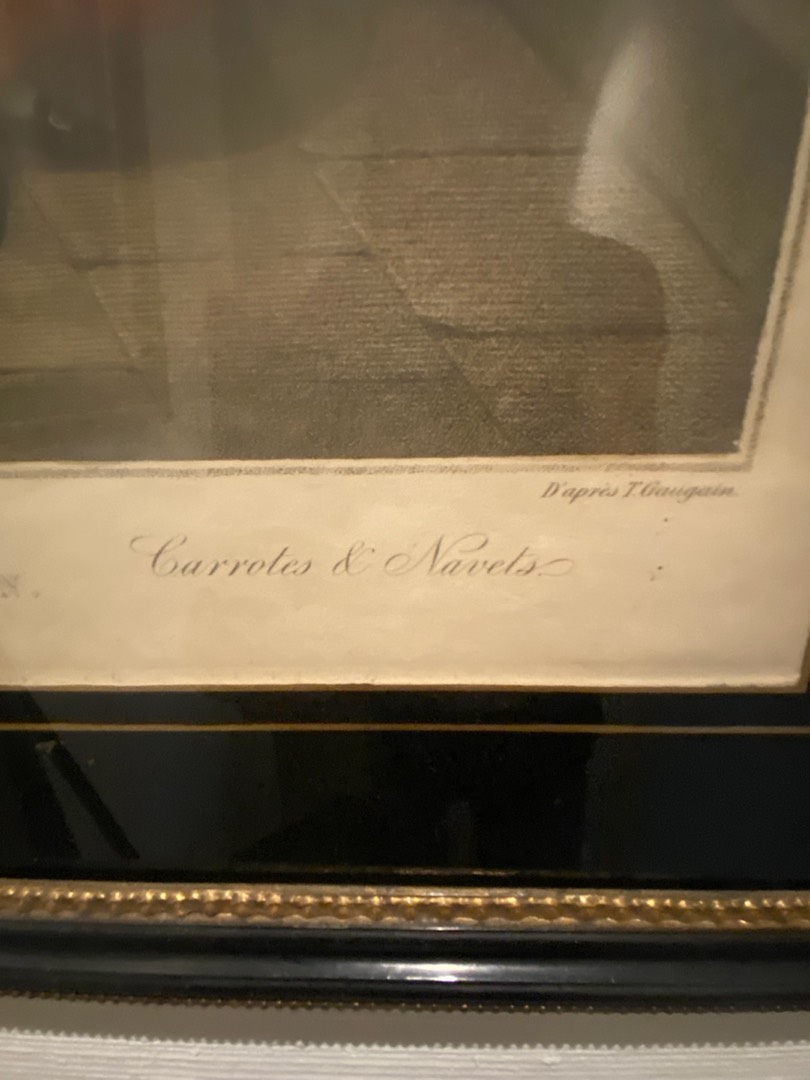 D'après T. Gaugain.
Carrotes & Navets
N.